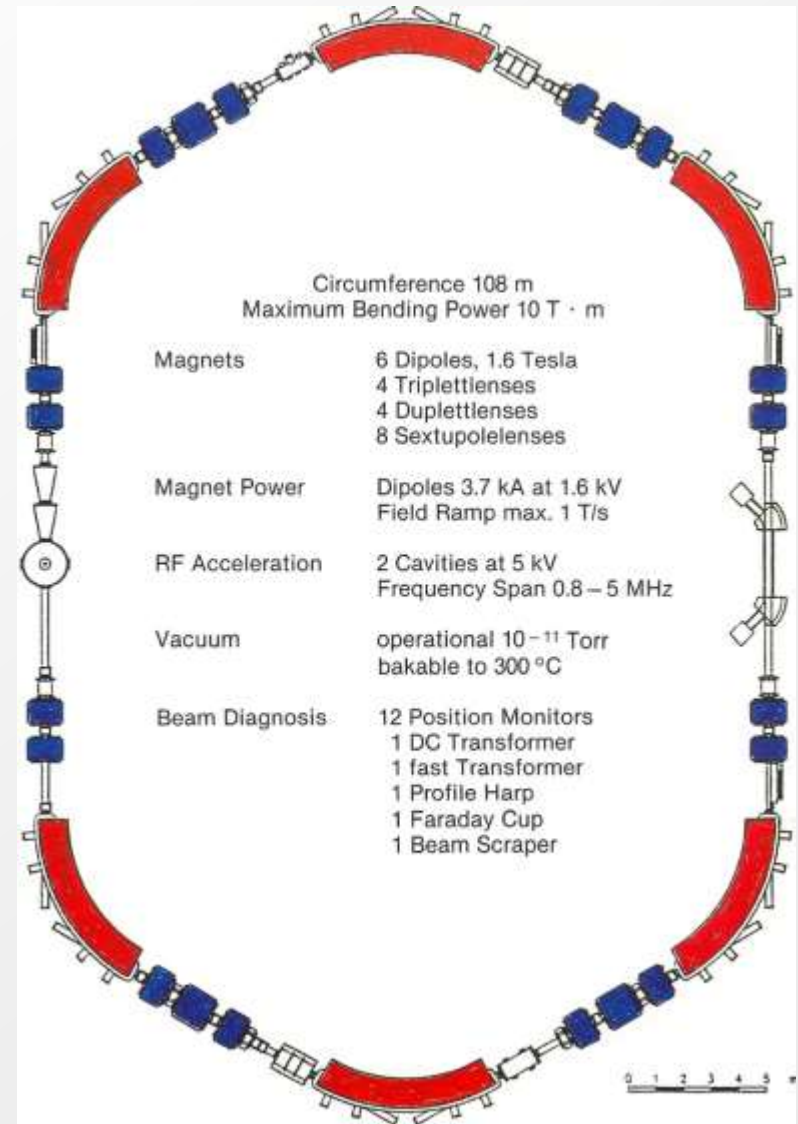 Circumference 108 m
Maximum Bending Power 10 T · m
Magnets 6 Dipoles, 1.6 Tesla
4 Triplettlenses
4 Duplettlenses
8 Sextupolelenses
Magnet Power Dipoles 3.7 kA at 1.6 kV
Field Ramp max. 1 T/s
RF Acceleration 2 Cavities at 5 kV
Frequency Span 0.8 – 5 MHz
Vacuum operational 10⁻¹¹ Torr
bakable to 300 °C
Beam Diagnosis 12 Position Monitors
1 DC Transformer
1 fast Transformer
1 Profile Harp
1 Faraday Cup
1 Beam Scraper
0 1 2 3 4 5